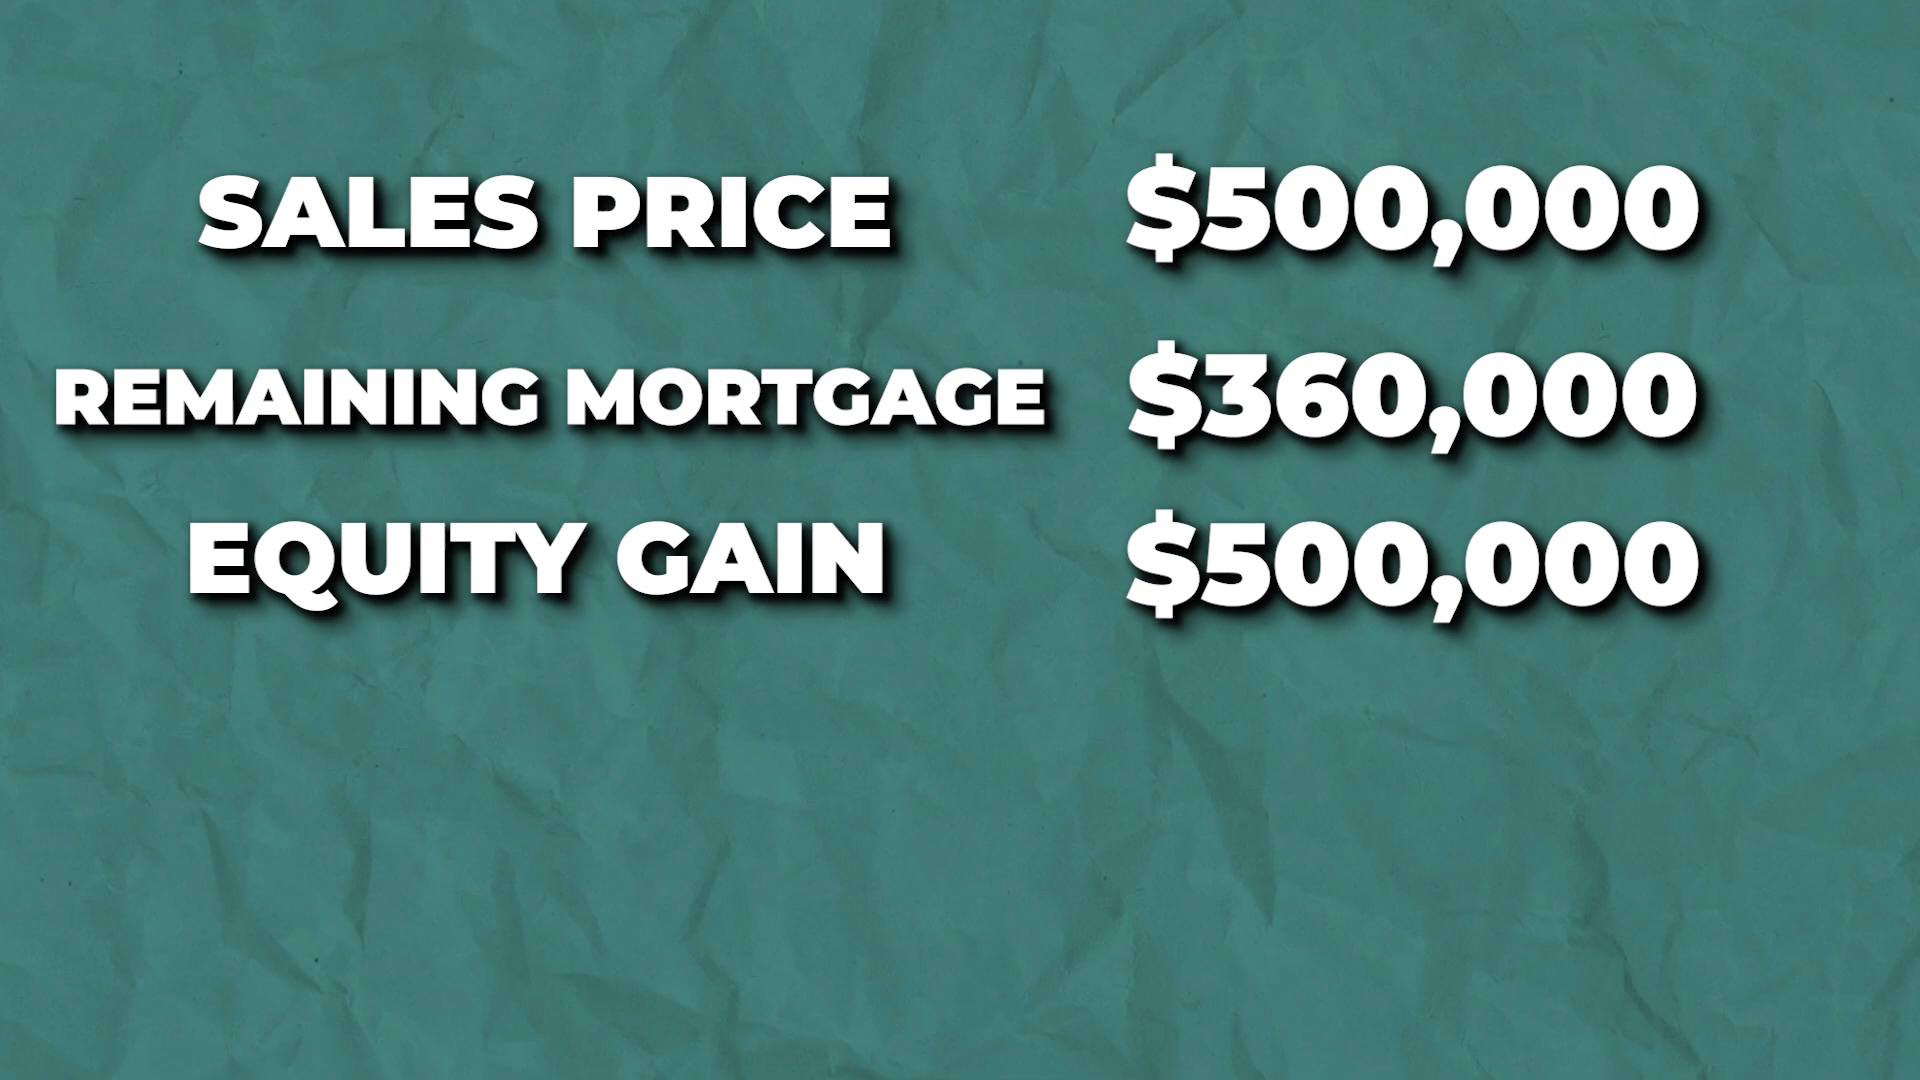 SALES PRICE $500,000
REMAINING MORTGAGE $360,000
EQUITY GAIN $500,000